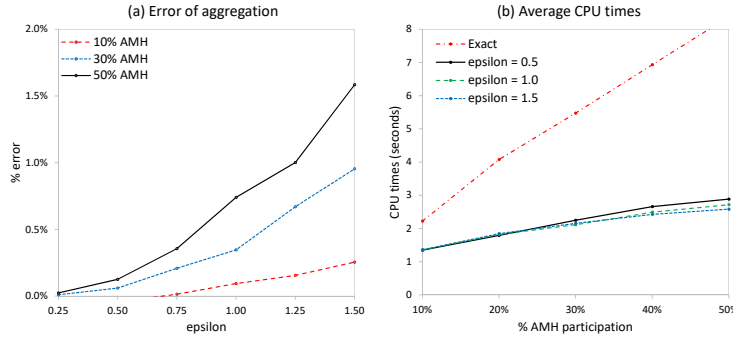 (a) Error of aggregation
2.0%
1.5%
1.0%
0.5%
0.0%
% error
10% AMH
30% AMH
50% AMH
0.25 0.50 0.75 1.00 1.25 1.50
epsilon
(b) Average CPU times
8
7
6
5
4
3
2
1
0
CPU times (seconds)
Exact
epsilon = 0.5
epsilon = 1.0
epsilon = 1.5
10% 20% 30% 40% 50%
% AMH participation